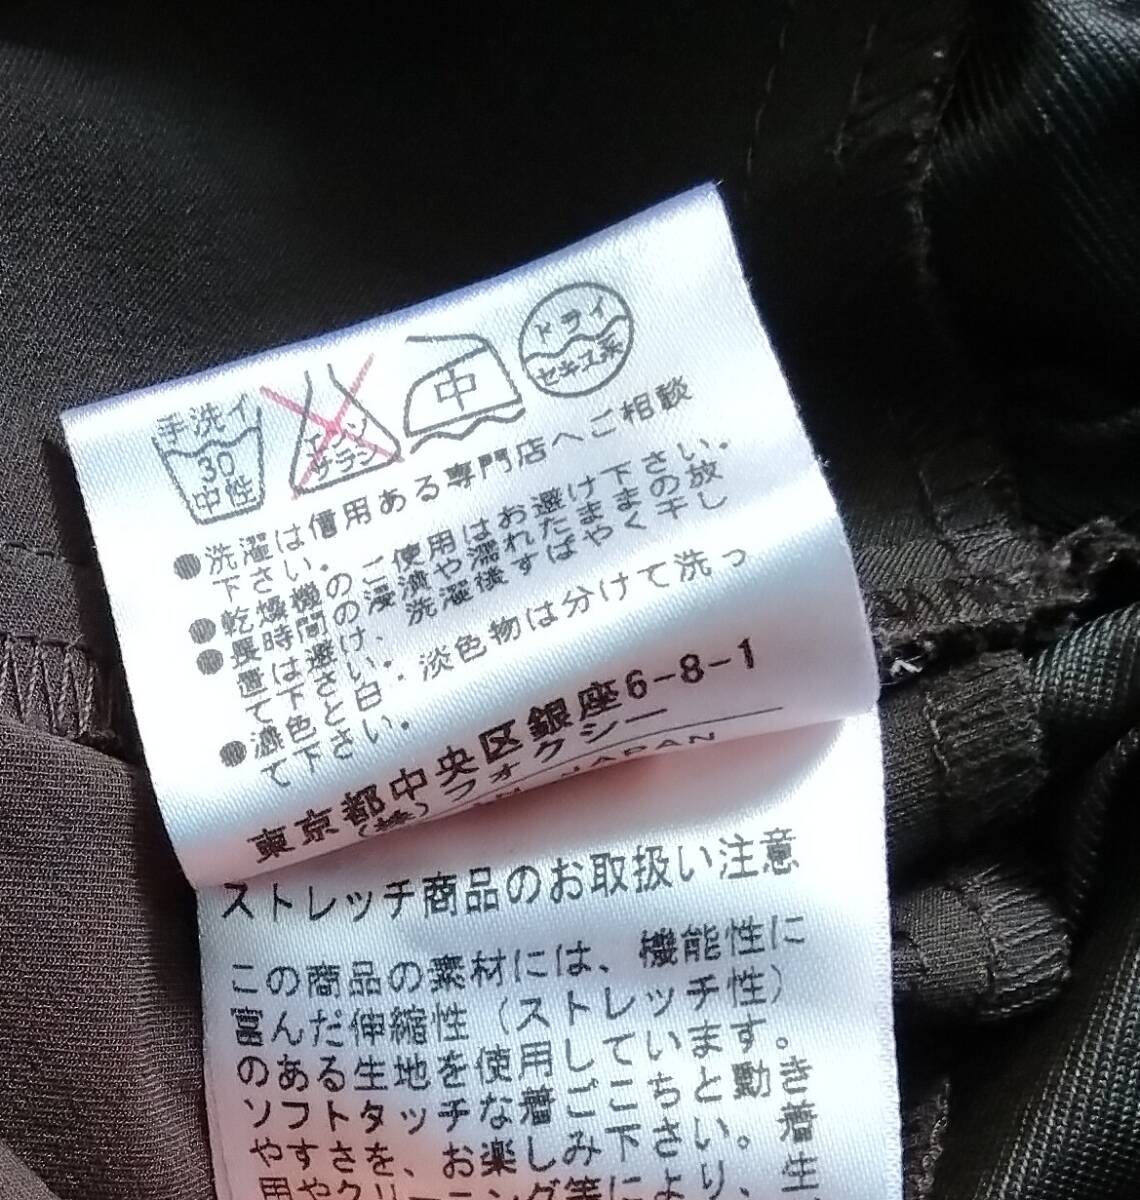 手洗イ
30
中性
エンソ
サラシ
中
ドライ
セキユ系
●洗濯は信用ある専門店へご相談
下さい。
●乾燥機のご使用はお避け下さい。
●長時間の浸漬や濡れたままの放
置は避け、洗濯後すばやく干し
て下さい。
●濃色と白・淡色物は分けて洗っ
て下さい。
東京都中央区銀座6-8-1
(株)フォクシー
JAPAN
ストレッチ商品のお取扱い注意
この商品の素材には、機能性に
富んだ伸縮性（ストレッチ性）
のある生地を使用しています。
ソフトタッチな着ごこちと動き
やすさを、お楽しみ下さい。着
用やクリーニング等により、生